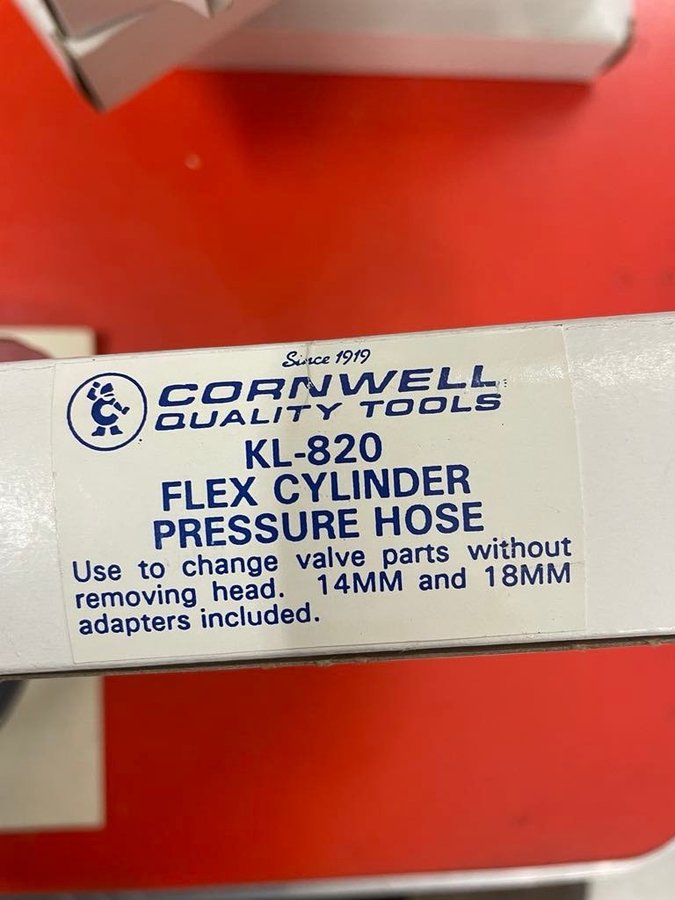 Since 1919
CORNWELL
QUALITY TOOLS
KL-820
FLEX CYLINDER
PRESSURE HOSE
Use to change valve parts without
removing head. 14MM and 18MM
adapters included.